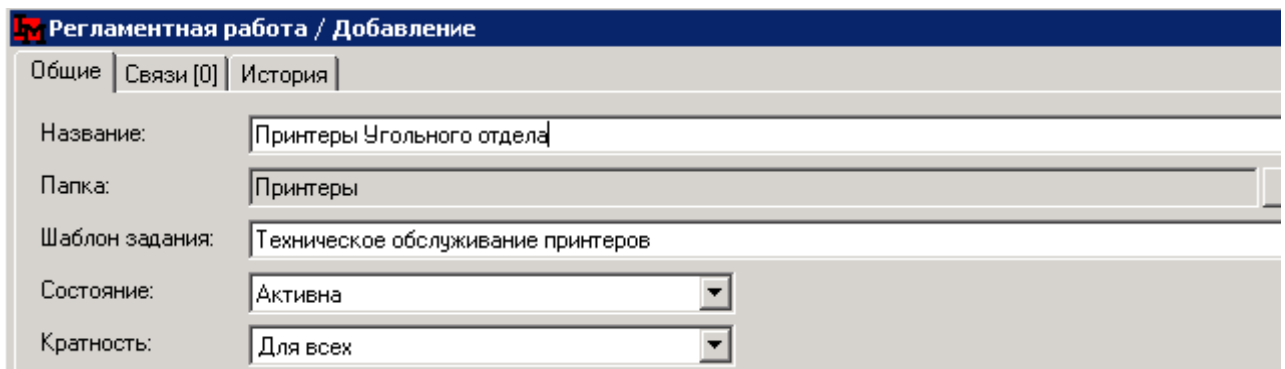 Регламентная работа / Добавление
Общие Связи [0] История
Название: Принтеры Угольного отдела
Папка: Принтеры
Шаблон задания: Техническое обслуживание принтеров
Состояние: Активна
Кратность: Для всех